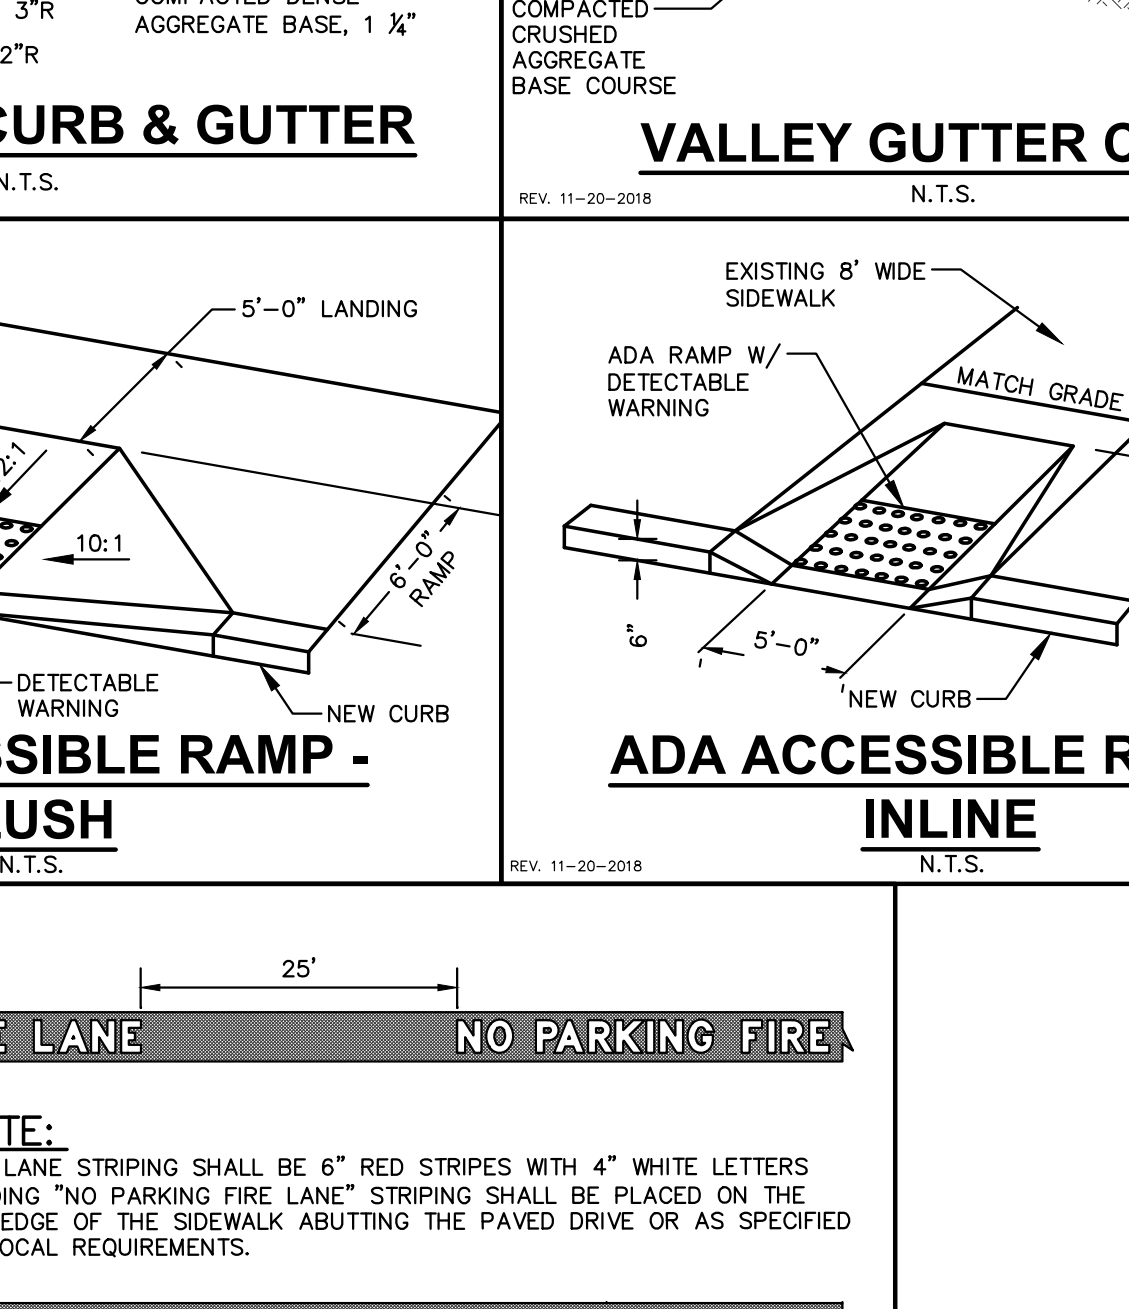 3"R
AGGREGATE BASE, 1 ¼"
2"R
CURB & GUTTER
N.T.S.
COMPACTED
CRUSHED
AGGREGATE
BASE COURSE
VALLEY GUTTER
REV. 11-20-2018
N.T.S.
5'-0" LANDING
2:1
10:1
6'-0"
RAMP
DETECTABLE
WARNING
NEW CURB
SSIBLE RAMP -
LUSH
N.T.S.
EXISTING 8' WIDE
SIDEWALK
ADA RAMP W/
DETECTABLE
WARNING
MATCH GRADE
6"
5'-0"
NEW CURB
ADA ACCESSIBLE R
INLINE
REV. 11-20-2018
N.T.S.
25'
E LANE
NO PARKING FIRE
TE:
LANE STRIPING SHALL BE 6" RED STRIPES WITH 4" WHITE LETTERS
DING "NO PARKING FIRE LANE" STRIPING SHALL BE PLACED ON THE
EDGE OF THE SIDEWALK ABUTTING THE PAVED DRIVE OR AS SPECIFIED
OCAL REQUIREMENTS.